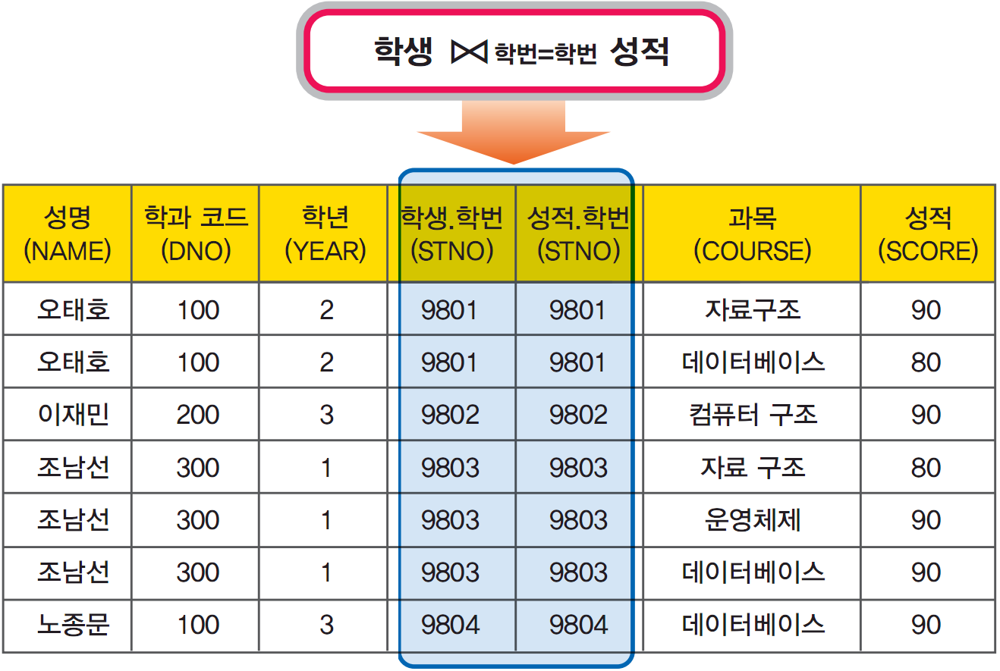 학생 ⋈ 학번=학번 성적
성명 학과 코드 학년 학생.학번 성적.학번 과목 성적
(NAME) (DNO) (YEAR) (STNO) (STNO) (COURSE) (SCORE)
오태호 100 2 9801 9801 자료구조 90
오태호 100 2 9801 9801 데이터베이스 80
이재민 200 3 9802 9802 컴퓨터 구조 90
조남선 300 1 9803 9803 자료 구조 80
조남선 300 1 9803 9803 운영체제 90
조남선 300 1 9803 9803 데이터베이스 90
노종문 100 3 9804 9804 데이터베이스 90